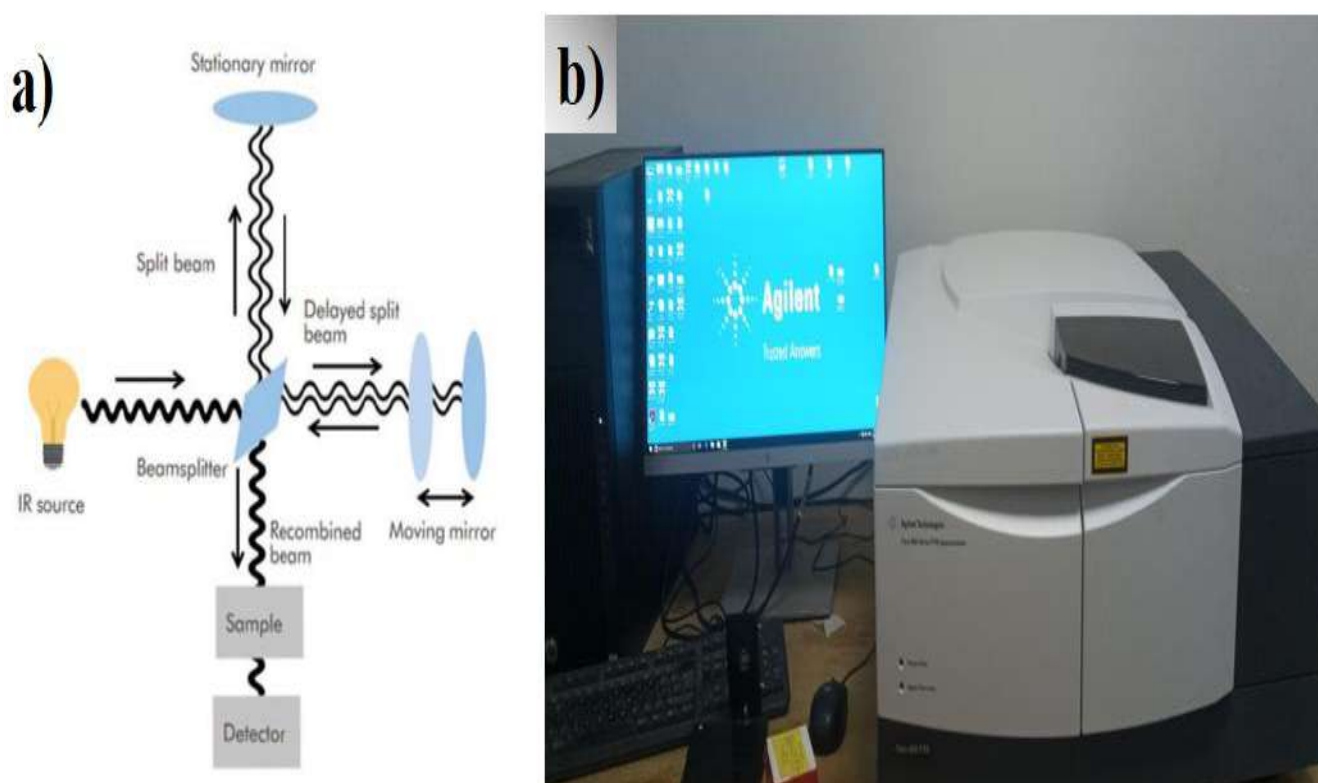 a)
Stationary mirror
Split beam
Delayed split
beam
IR source
Beamsplitter
Recombined
beam
Moving mirror
Sample
Detector
b)
Agilent
Trusted Answers
Agilent Technologies